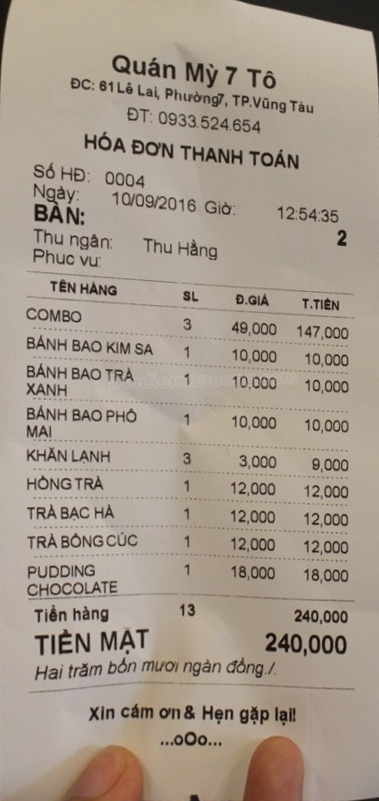 Quán Mỳ 7 Tô
ĐC: 61 Lê Lai, Phường7, TP.Vũng Tàu
ĐT: 0933.524.654
HÓA ĐƠN THANH TOÁN
Số HĐ: 0004
Ngày: 10/09/2016 Giờ: 12:54:35
BÀN: 2
Thu ngân: Thu Hằng
Phuc vu:
TÊN HÀNG SL Đ.GIÁ T.TIỀN
COMBO 3 49,000 147,000
BÁNH BAO KIM SA 1 10,000 10,000
BÁNH BAO TRÀ XANH 1 10,000 10,000
BÁNH BAO PHÔ MAI 1 10,000 10,000
KHĂN LẠNH 3 3,000 9,000
HỒNG TRÀ 1 12,000 12,000
TRÀ BẠC HÀ 1 12,000 12,000
TRÀ BÔNG CÚC 1 12,000 12,000
PUDDING CHOCOLATE 1 18,000 18,000
Tiền hàng 13 240,000
TIỀN MẶT 240,000
Hai trăm bốn mươi ngàn đồng./.
Xin cám ơn & Hẹn gặp lại!
...oOo...